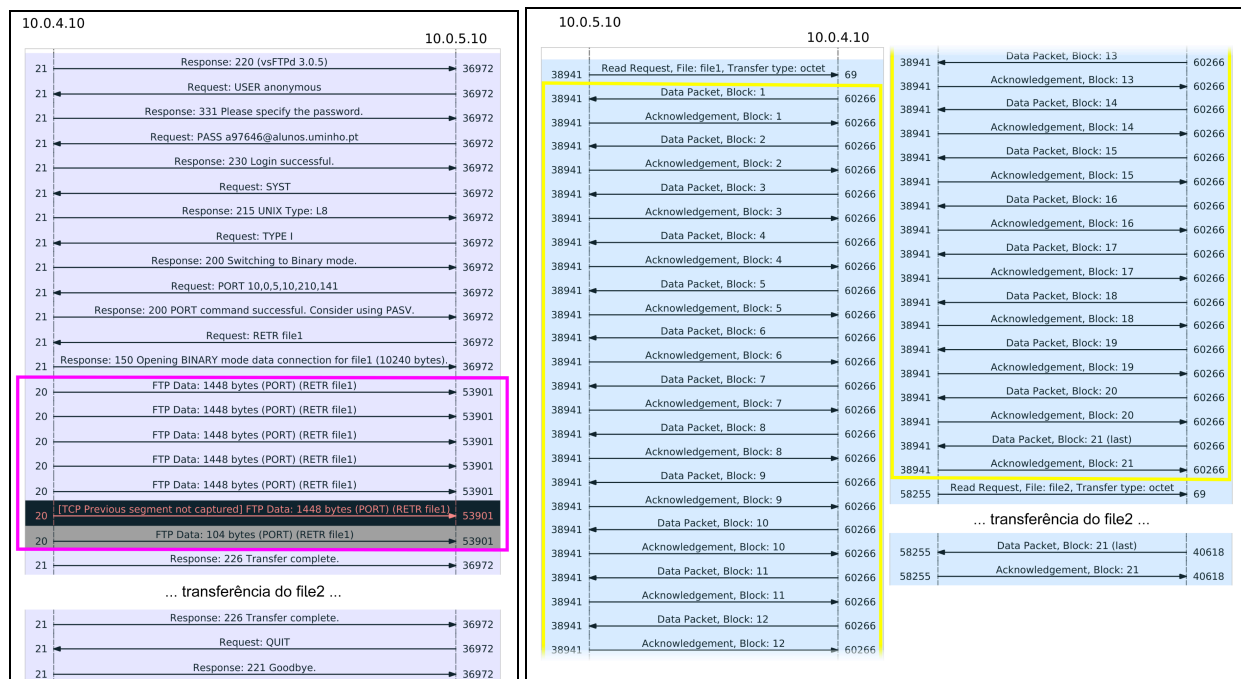 10.0.4.10
10.0.5.10
21 Response: 220 (vsFTPd 3.0.5) 36972
21 Request: USER anonymous 36972
21 Response: 331 Please specify the password. 36972
21 Request: PASS a97646@alunos.uminho.pt 36972
21 Response: 230 Login successful. 36972
21 Request: SYST 36972
21 Response: 215 UNIX Type: L8 36972
21 Request: TYPE I 36972
21 Response: 200 Switching to Binary mode. 36972
21 Request: PORT 10,0,5,10,210,141 36972
21 Response: 200 PORT command successful. Consider using PASV. 36972
21 Request: RETR file1 36972
21 Response: 150 Opening BINARY mode data connection for file1 (10240 bytes). 36972
20 FTP Data: 1448 bytes (PORT) (RETR file1) 53901
20 FTP Data: 1448 bytes (PORT) (RETR file1) 53901
20 FTP Data: 1448 bytes (PORT) (RETR file1) 53901
20 FTP Data: 1448 bytes (PORT) (RETR file1) 53901
20 FTP Data: 1448 bytes (PORT) (RETR file1) 53901
20 [TCP Previous segment not captured] FTP Data: 1448 bytes (PORT) (RETR file1) 53901
20 FTP Data: 104 bytes (PORT) (RETR file1) 53901
21 Response: 226 Transfer complete. 36972
... transferência do file2 ...
21 Response: 226 Transfer complete. 36972
21 Request: QUIT 36972
21 Response: 221 Goodbye. 36972
10.0.5.10
10.0.4.10
38941 Read Request, File: file1, Transfer type: octet 69
38941 Data Packet, Block: 1 60266
38941 Acknowledgement, Block: 1 60266
38941 Data Packet, Block: 2 60266
38941 Acknowledgement, Block: 2 60266
38941 Data Packet, Block: 3 60266
38941 Acknowledgement, Block: 3 60266
38941 Data Packet, Block: 4 60266
38941 Acknowledgement, Block: 4 60266
38941 Data Packet, Block: 5 60266
38941 Acknowledgement, Block: 5 60266
38941 Data Packet, Block: 6 60266
38941 Acknowledgement, Block: 6 60266
38941 Data Packet, Block: 7 60266
38941 Acknowledgement, Block: 7 60266
38941 Data Packet, Block: 8 60266
38941 Acknowledgement, Block: 8 60266
38941 Data Packet, Block: 9 60266
38941 Acknowledgement, Block: 9 60266
38941 Data Packet, Block: 10 60266
38941 Acknowledgement, Block: 10 60266
38941 Data Packet, Block: 11 60266
38941 Acknowledgement, Block: 11 60266
38941 Data Packet, Block: 12 60266
38941 Acknowledgement, Block: 12 60266
38941 Data Packet, Block: 13 60266
38941 Acknowledgement, Block: 13 60266
38941 Data Packet, Block: 14 60266
38941 Acknowledgement, Block: 14 60266
38941 Data Packet, Block: 15 60266
38941 Acknowledgement, Block: 15 60266
38941 Data Packet, Block: 16 60266
38941 Acknowledgement, Block: 16 60266
38941 Data Packet, Block: 17 60266
38941 Acknowledgement, Block: 17 60266
38941 Data Packet, Block: 18 60266
38941 Acknowledgement, Block: 18 60266
38941 Data Packet, Block: 19 60266
38941 Acknowledgement, Block: 19 60266
38941 Data Packet, Block: 20 60266
38941 Acknowledgement, Block: 20 60266
38941 Data Packet, Block: 21 (last) 60266
38941 Acknowledgement, Block: 21 60266
58255 Read Request, File: file2, Transfer type: octet 69
... transferência do file2 ...
58255 Data Packet, Block: 21 (last) 40618
58255 Acknowledgement, Block: 21 40618